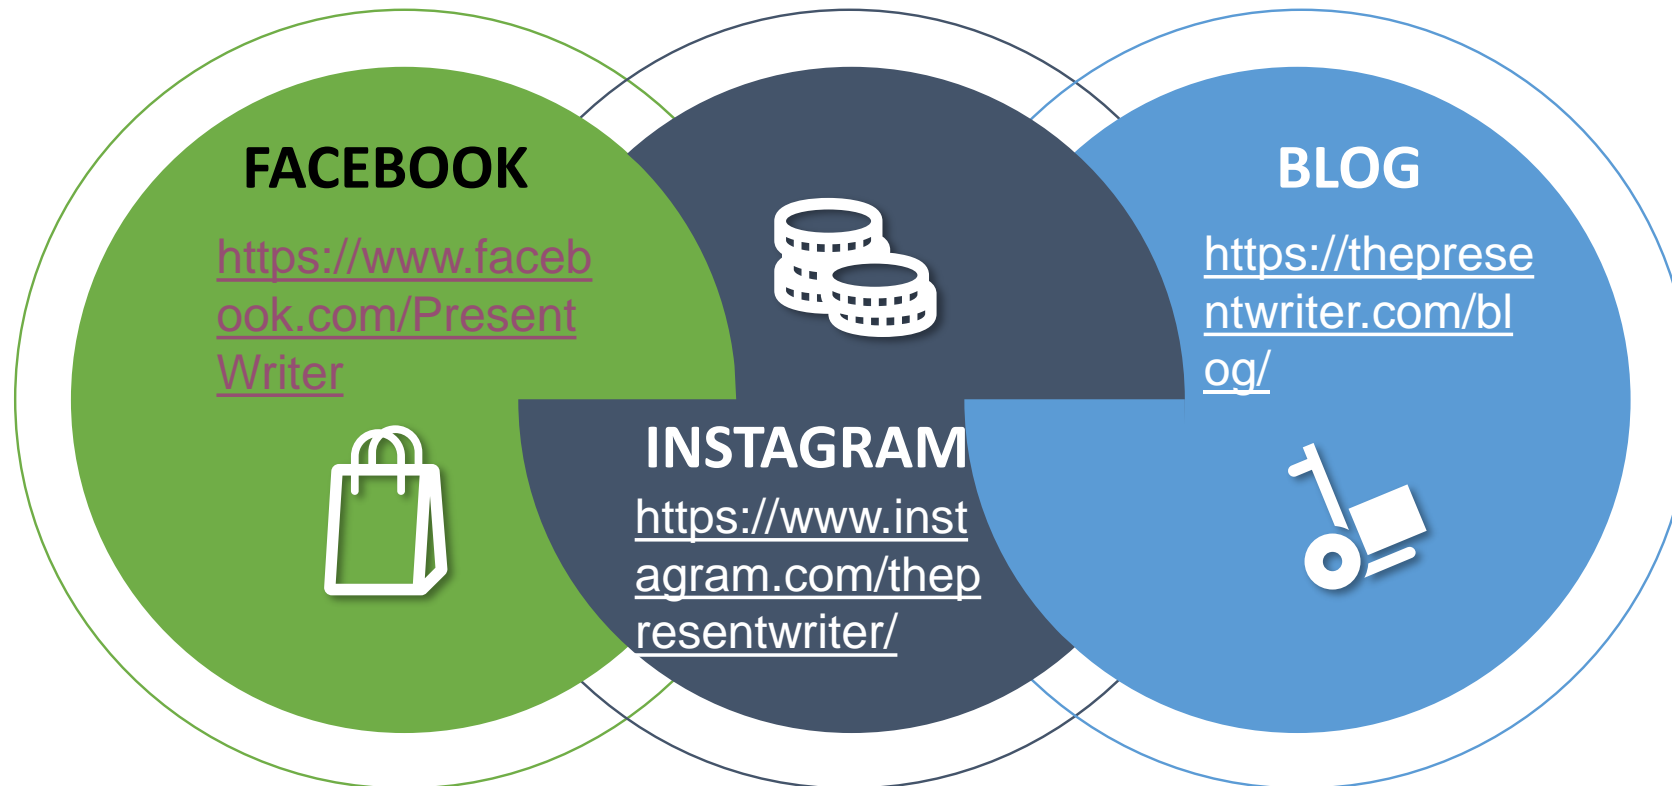 FACEBOOK
https://www.faceb
ook.com/Present
Writer
INSTAGRAM
https://www.inst
agram.com/thep
resentwriter/
BLOG
https://theprese
ntwriter.com/bl
og/